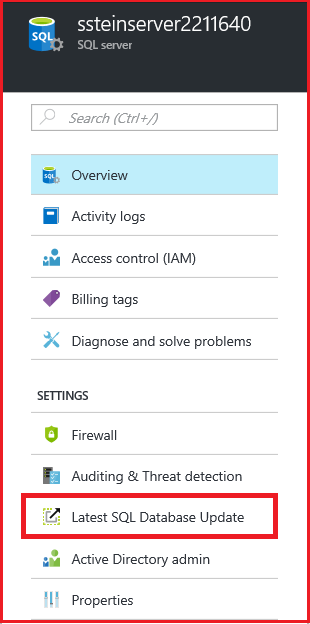 ssteinserver2211640
SQL server
SQL
Search (Ctrl+/)
SQL
Overview
Activity logs
Access control (IAM)
Billing tags
Diagnose and solve problems
SETTINGS
Firewall
Auditing & Threat detection
Latest SQL Database Update
Active Directory admin
Properties